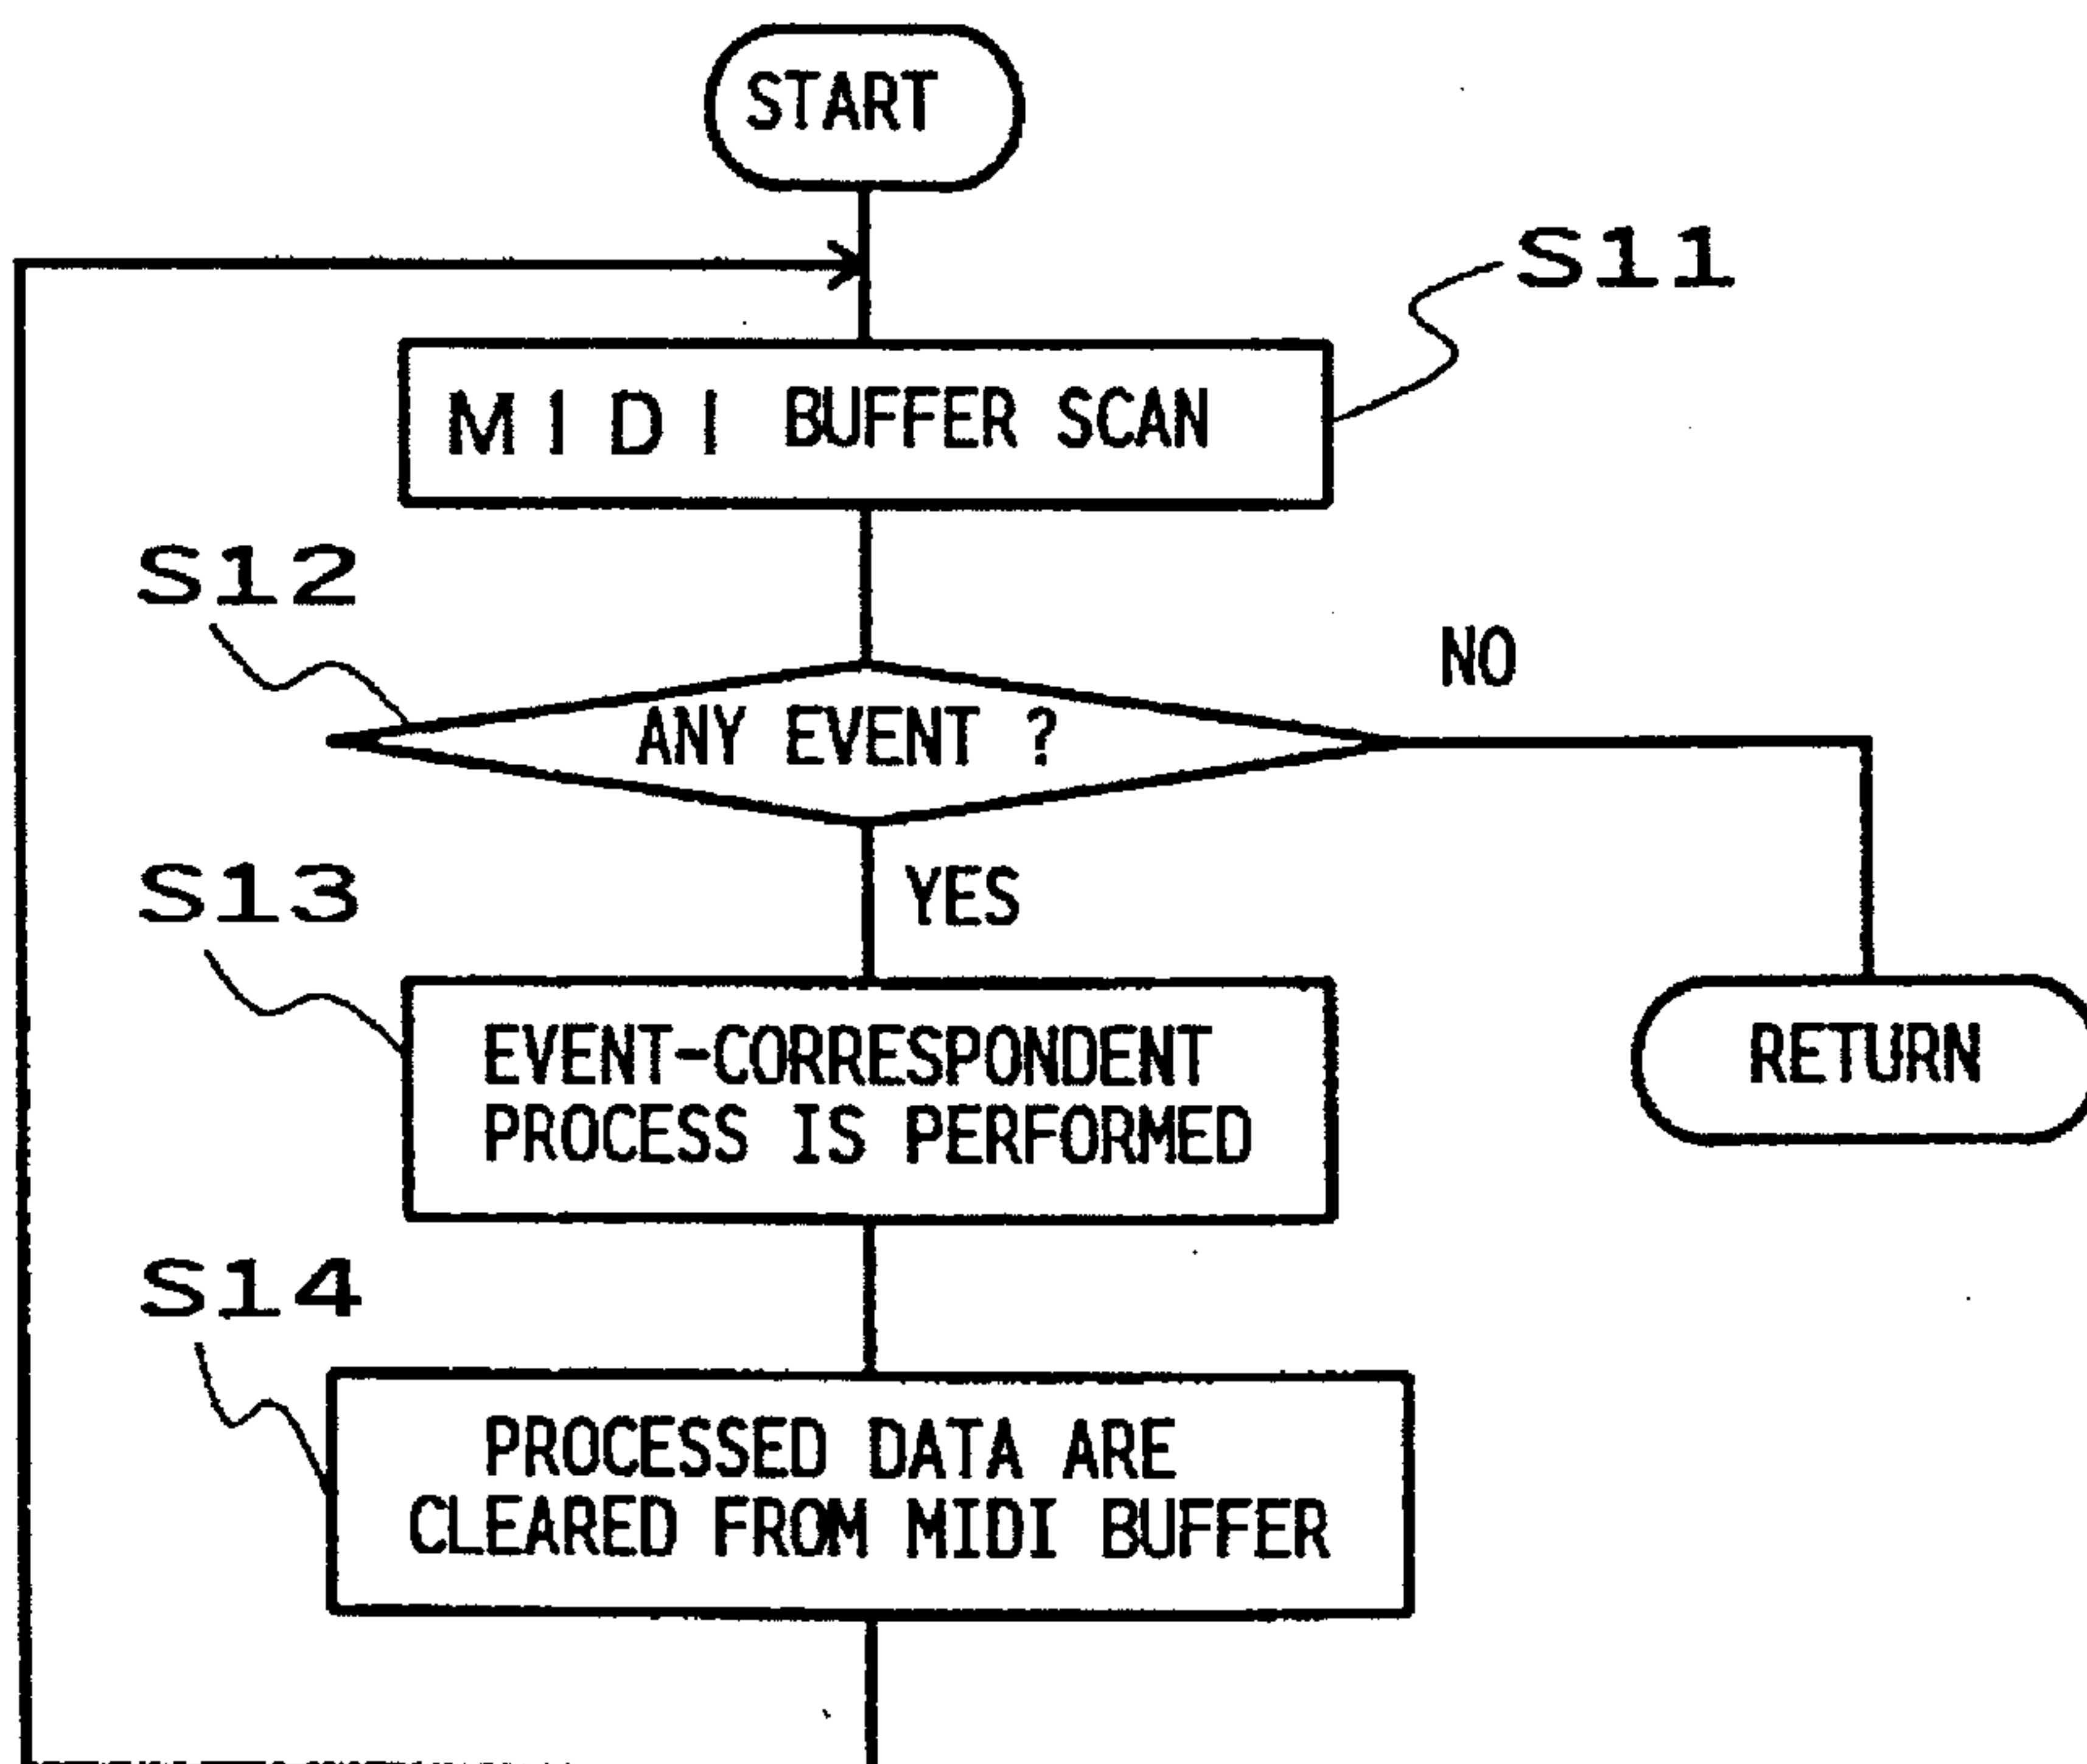 START
S11
M I D I BUFFER SCAN
S12
NO
ANY EVENT ?
S13
YES
EVENT-CORRESPONDENT
PROCESS IS PERFORMED
RETURN
S14
PROCESSED DATA ARE
CLEARED FROM MIDI BUFFER